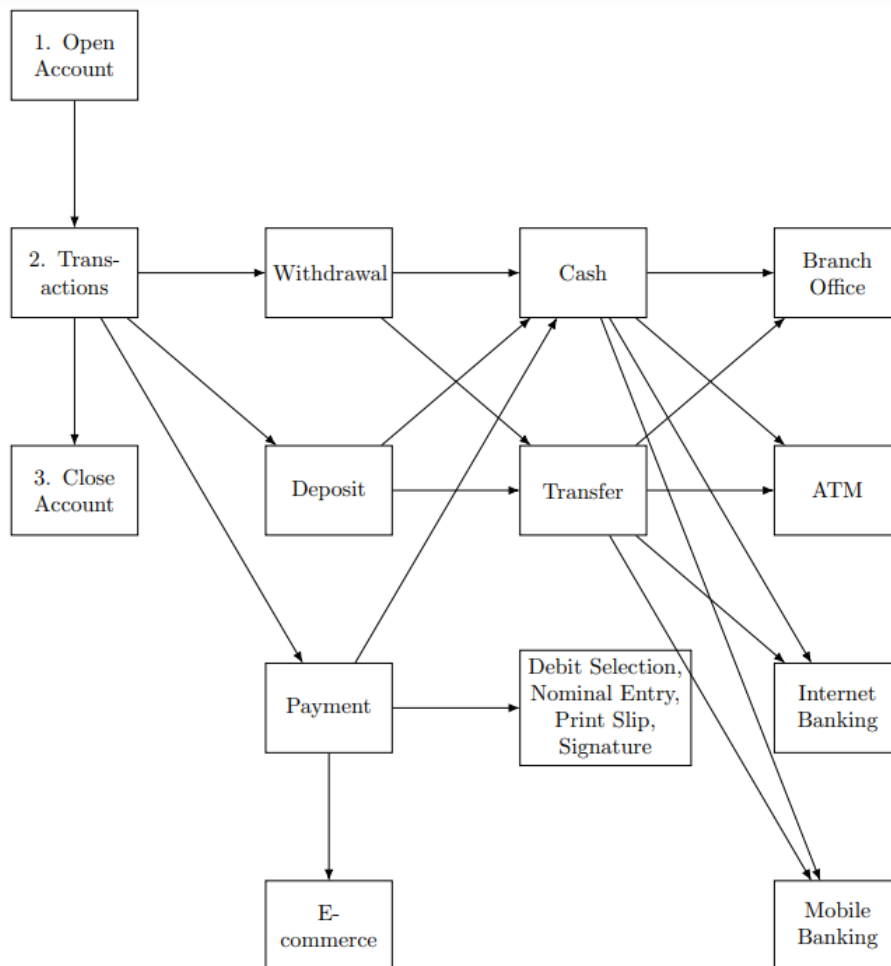 1. Open
Account
2. Trans-
actions
Withdrawal
Cash
Branch
Office
3. Close
Account
Deposit
Transfer
ATM
Payment
Debit Selection,
Nominal Entry,
Print Slip,
Signature
Internet
Banking
E-
commerce
Mobile
Banking